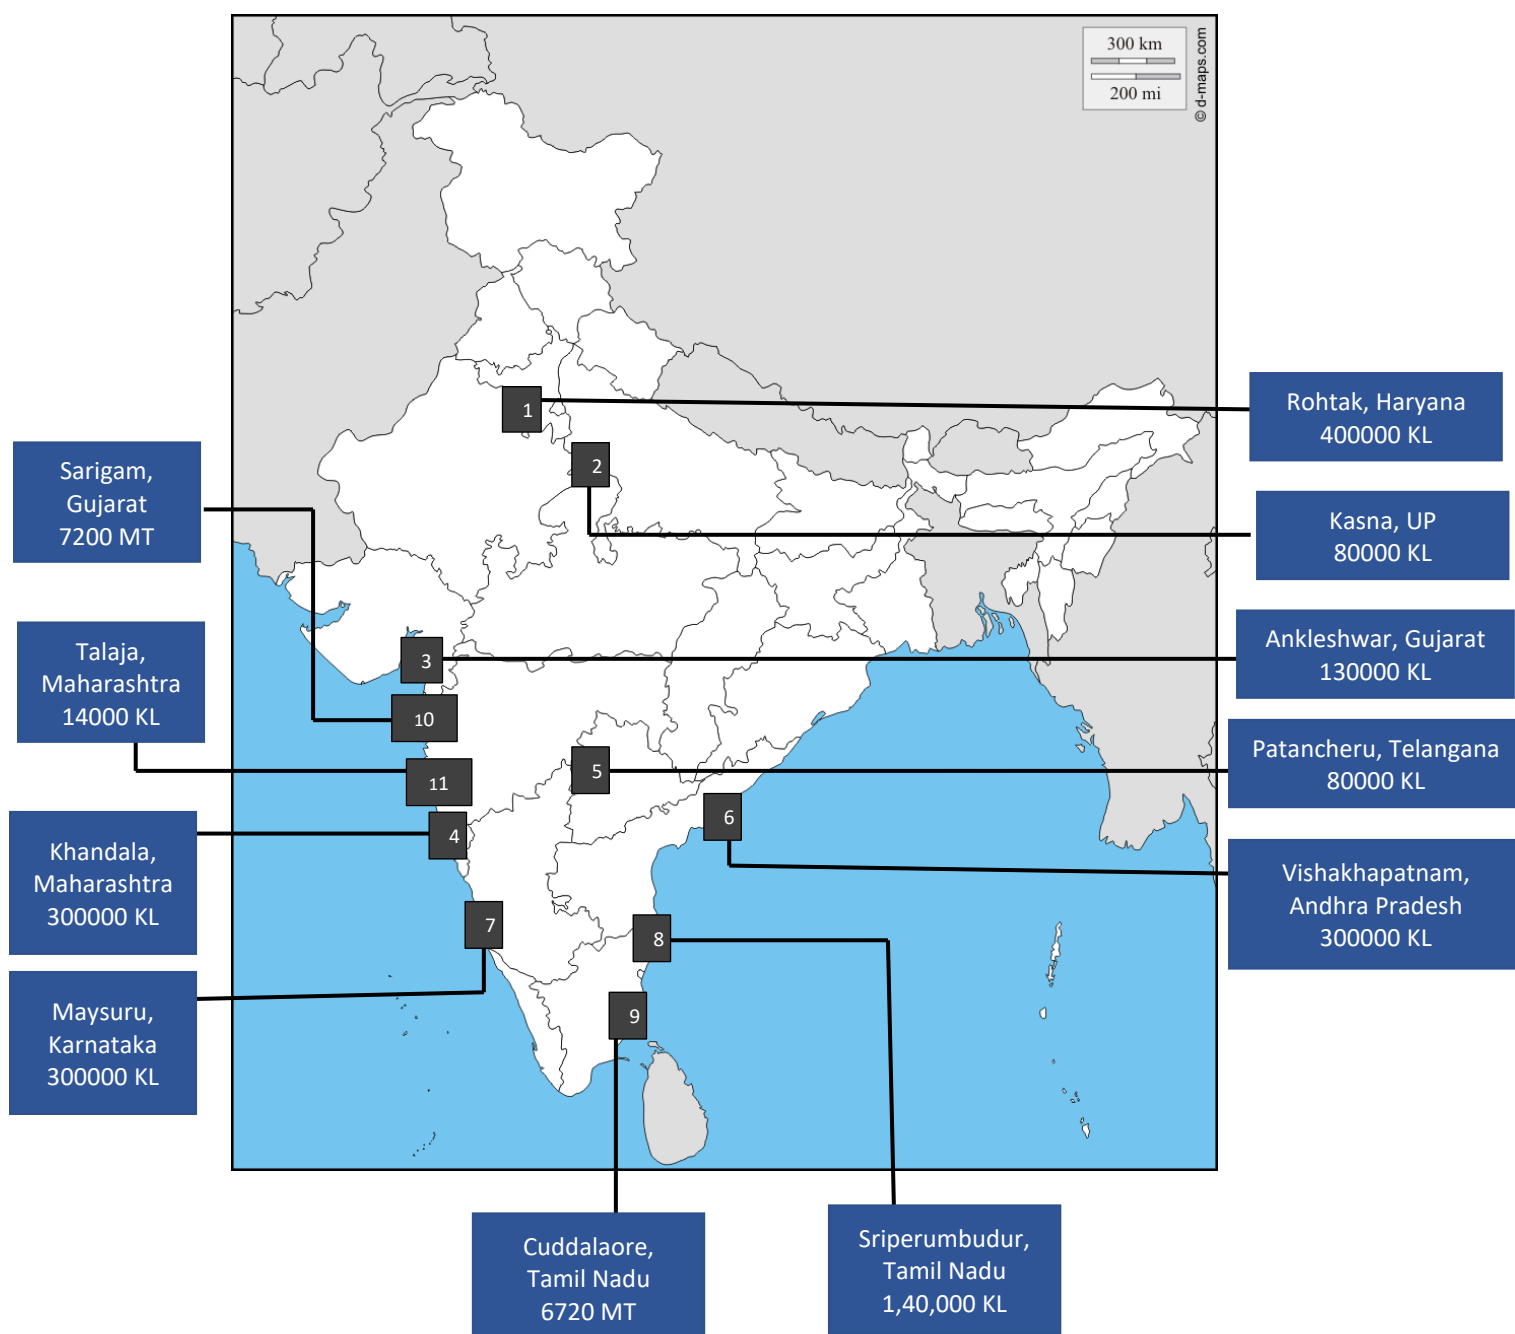 300 km
200 mi
© d-maps.com
1
Rohtak, Haryana
400000 KL
2
Sarigam,
Gujarat
7200 MT
Kasna, UP
80000 KL
Talaja,
Maharashtra
14000 KL
3
Ankleshwar, Gujarat
130000 KL
10
Patancheru, Telangana
80000 KL
5
11
4
6
Khandala,
Maharashtra
300000 KL
Vishakhapatnam,
Andhra Pradesh
300000 KL
7
8
Maysuru,
Karnataka
300000 KL
9
Cuddalaore,
Tamil Nadu
6720 MT
Sriperumbudur,
Tamil Nadu
1,40,000 KL